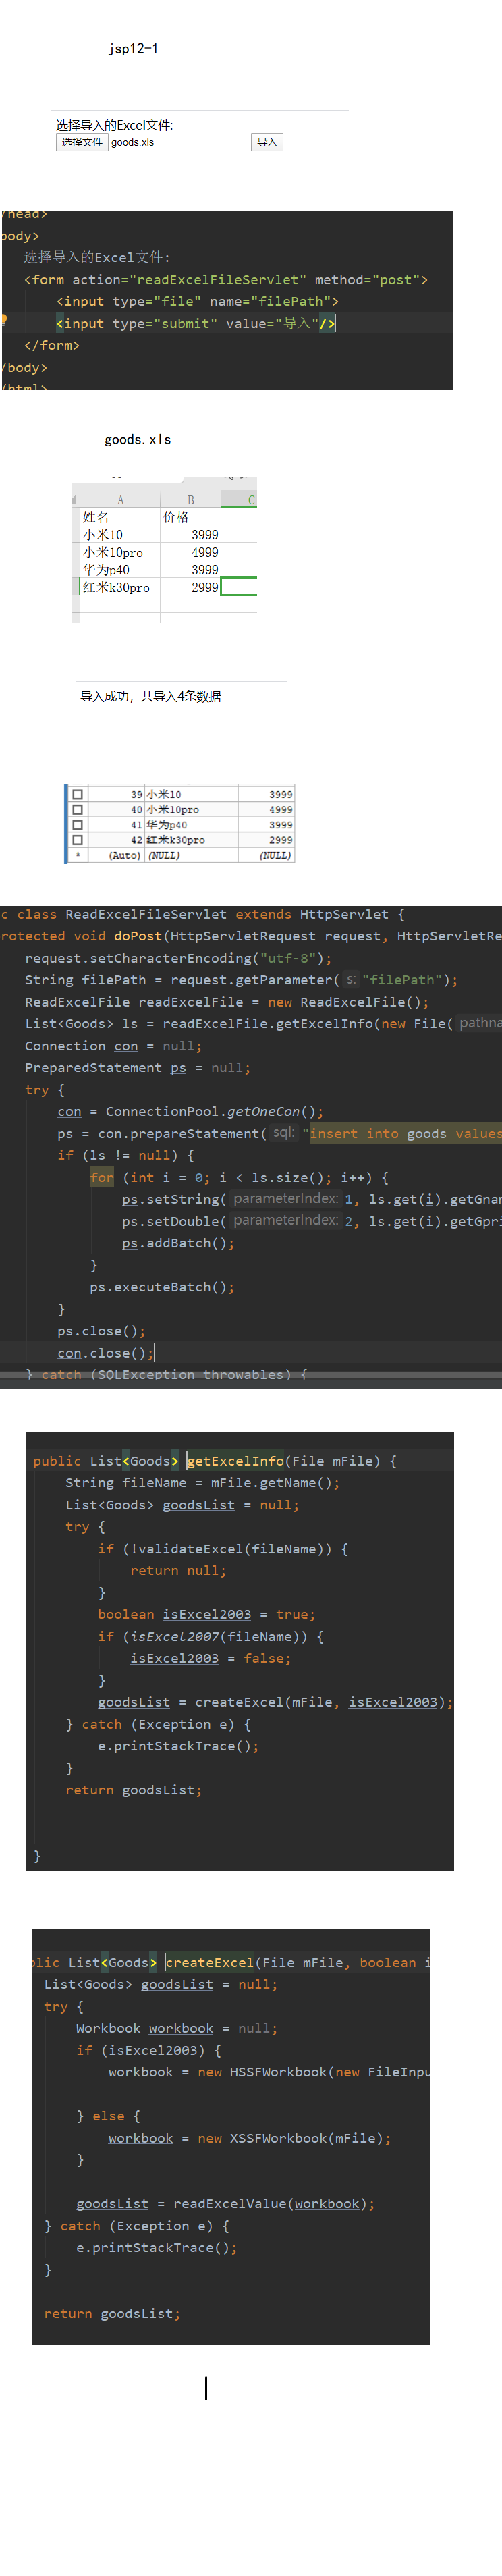 jsp12-1
选择导入的Excel文件:
选择文件 goods.xls 导入
/head>
body>
选择导入的Excel文件:
<form action="readExcelFileServlet" method="post">
<input type="file" name="filePath">
<input type="submit" value="导入"/>
</form>
/body>
/html>
goods.xls
A B C
姓名 价格
小米10 3999
小米10pro 4999
华为p40 3999
红米k30pro 2999
导入成功，共导入4条数据
39 小米10 3999
40 小米10pro 4999
41 华为p40 3999
42 红米k30pro 2999
* (Auto) (NULL) (NULL)
c class ReadExcelFileServlet extends HttpServlet {
rotected void doPost(HttpServletRequest request, HttpServletRe
request.setCharacterEncoding("utf-8");
String filePath = request.getParameter( s: "filePath");
ReadExcelFile readExcelFile = new ReadExcelFile();
List<Goods> ls = readExcelFile.getExcelInfo(new File( pathna
Connection con = null;
PreparedStatement ps = null;
try {
con = ConnectionPool.getOneCon();
ps = con.prepareStatement( sql: "insert into goods values
if (ls != null) {
for (int i = 0; i < ls.size(); i++) {
ps.setString( parameterIndex: 1, ls.get(i).getGnam
ps.setDouble( parameterIndex: 2, ls.get(i).getGpri
ps.addBatch();
}
ps.executeBatch();
}
ps.close();
con.close();
} catch (SQLException throwables) {
public List<Goods> getExcelInfo(File mFile) {
String fileName = mFile.getName();
List<Goods> goodsList = null;
try {
if (!validateExcel(fileName)) {
return null;
}
boolean isExcel2003 = true;
if (isExcel2007(fileName)) {
isExcel2003 = false;
}
goodsList = createExcel(mFile, isExcel2003);
} catch (Exception e) {
e.printStackTrace();
}
return goodsList;
}
blic List<Goods> createExcel(File mFile, boolean i
List<Goods> goodsList = null;
try {
Workbook workbook = null;
if (isExcel2003) {
workbook = new HSSFWorkbook(new FileInpu
} else {
workbook = new XSSFWorkbook(mFile);
}
goodsList = readExcelValue(workbook);
} catch (Exception e) {
e.printStackTrace();
}
return goodsList;